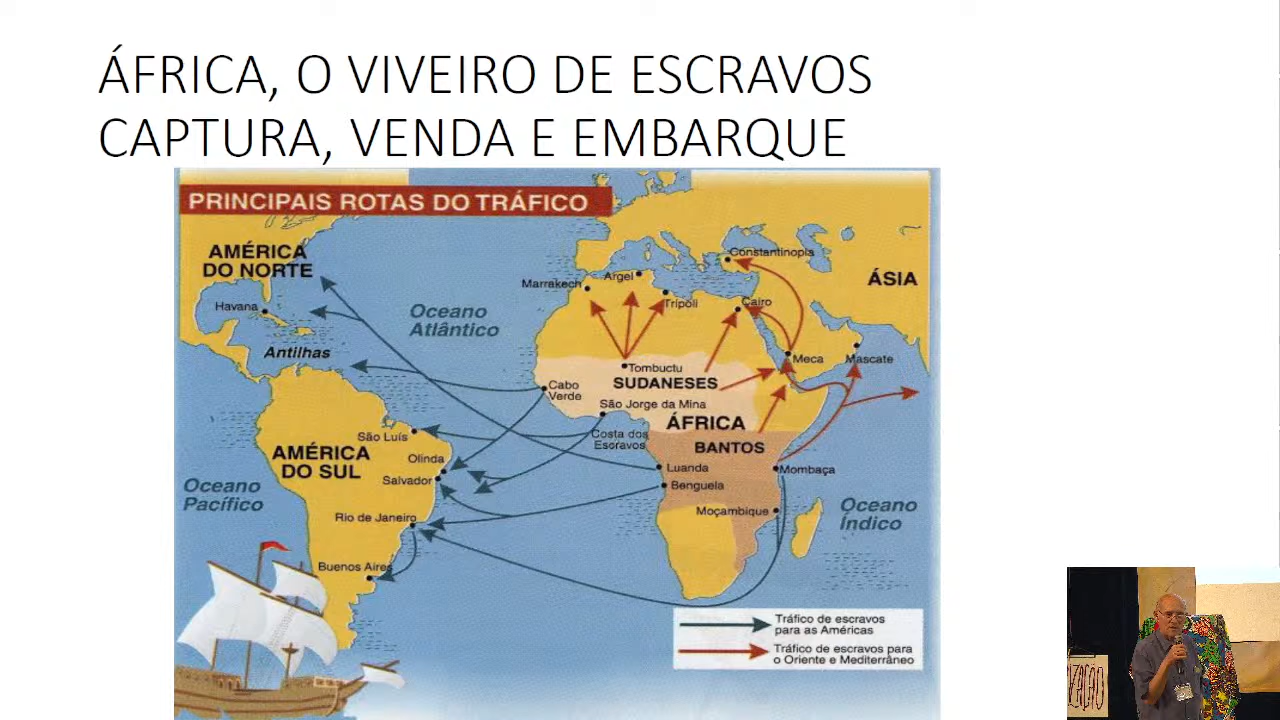 ÁFRICA, O VIVEIRO DE ESCRAVOS
CAPTURA, VENDA E EMBARQUE
PRINCIPAIS ROTAS DO TRÁFICO
AMÉRICA
DO NORTE
Havana
Antilhas
Oceano
Atlântico
Marrakech
Argel
Trípoli
Constantinopla
Cairo
ÁSIA
Meca
Mascate
Tombuctu
SUDANESES
Cabo
Verde
São Jorge da Mina
ÁFRICA
Costa dos
Escravos
BANTOS
São Luís
AMÉRICA
DO SUL
Olinda
Salvador
Luanda
Benguela
Mombaça
Oceano
Pacífico
Rio de Janeiro
Moçambique
Oceano
Índico
Buenos Aires
Tráfico de escravos
para as Américas
Tráfico de escravos para
o Oriente e Mediterrâneo